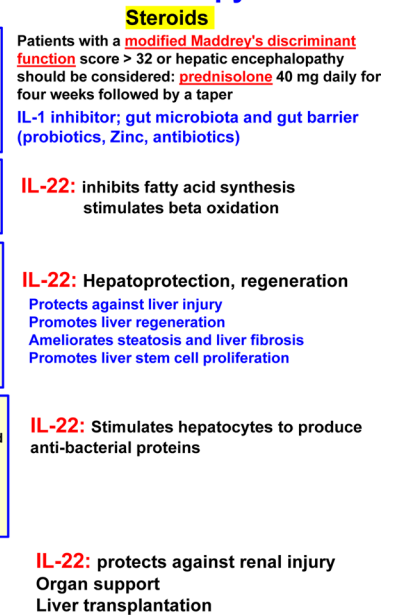 Steroids
Patients with a modified Maddrey's discriminant
function score > 32 or hepatic encephalopathy
should be considered: prednisolone 40 mg daily for
four weeks followed by a taper
IL-1 inhibitor; gut microbiota and gut barrier
(probiotics, Zinc, antibiotics)
IL-22: inhibits fatty acid synthesis
stimulates beta oxidation
IL-22: Hepatoprotection, regeneration
Protects against liver injury
Promotes liver regeneration
Ameliorates steatosis and liver fibrosis
Promotes liver stem cell proliferation
IL-22: Stimulates hepatocytes to produce
anti-bacterial proteins
IL-22: protects against renal injury
Organ support
Liver transplantation